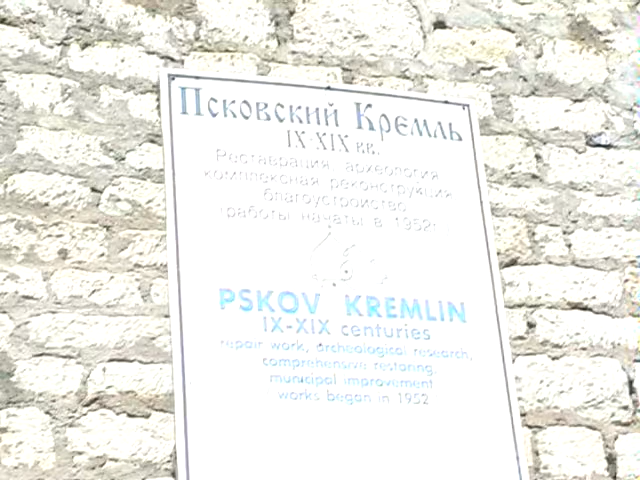 Псковский Кремль
IX-XIX вв.
Реставрация археология
комплексная реконструкция
благоустройство
работы начаты в 1952г.
PSKOV KREMLIN
IX-XIX centuries
repair work, archeological research,
comprehensive restoring,
municipal improvement
works began in 1952